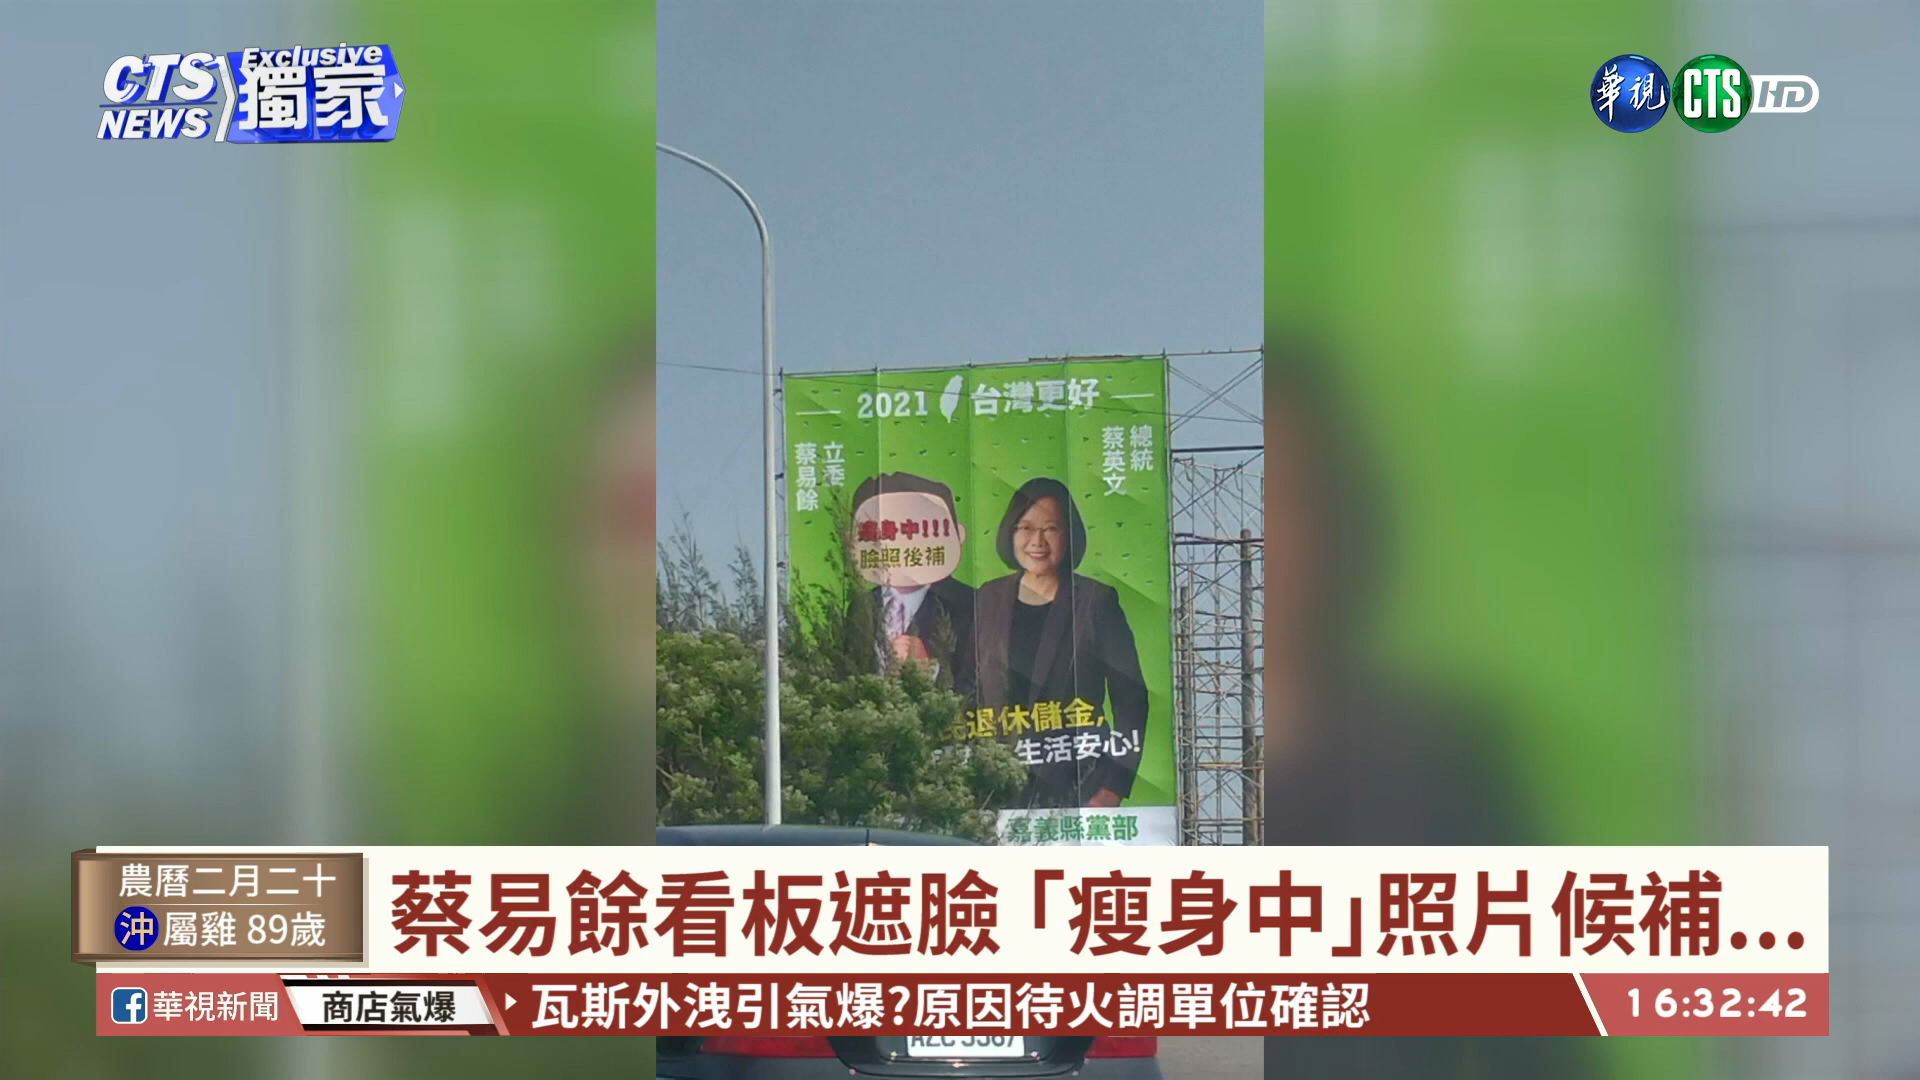 CTS
NEWS
Exclusive
獨家
華視 CTS HD
2021 台灣更好
立委
蔡易餘
總統
蔡英文
瘦身中!!!
臉照後補
民退休儲金,
生活安心!
嘉義縣黨部
農曆二月二十
沖屬雞 89歲
蔡易餘看板遮臉「瘦身中」照片候補...
華視新聞
商店氣爆
瓦斯外洩引氣爆?原因待火調單位確認
16:32:42